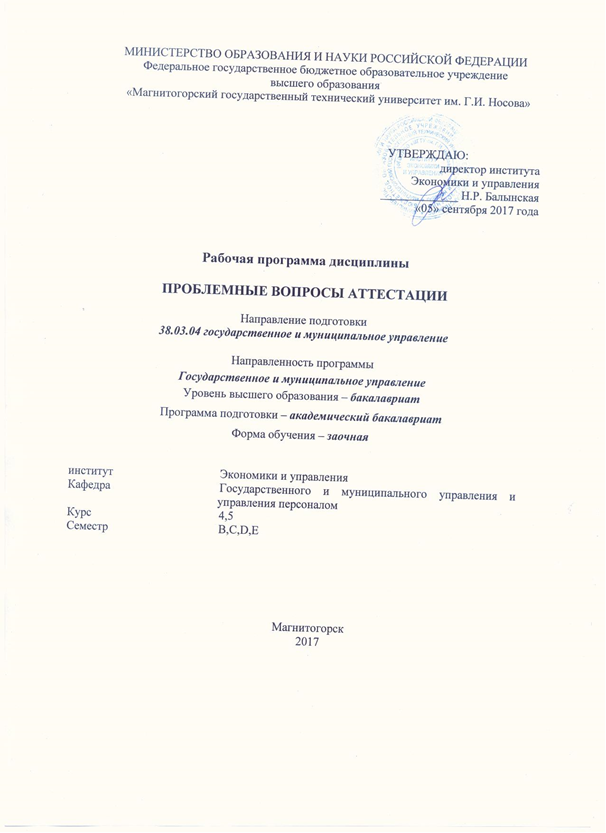 МИНИСТЕРСТВО ОБРАЗОВАНИЯ И НАУКИ РОССИЙСКОЙ ФЕДЕРАЦИИ
Федеральное государственное бюджетное образовательное учреждение
высшего образования
«Магнитогорский государственный технический университет им. Г.И. Носова»
УТВЕРЖДАЮ:
директор института
Экономики и управления
Н.Р. Балынская
«05» сентября 2017 года
Рабочая программа дисциплины
ПРОБЛЕМНЫЕ ВОПРОСЫ АТТЕСТАЦИИ
Направление подготовки
38.03.04 государственное и муниципальное управление
Направленность программы
Государственное и муниципальное управление
Уровень высшего образования – бакалавриат
Программа подготовки – академический бакалавриат
Форма обучения – заочная
институт Экономики и управления
Кафедра Государственного и муниципального управления и
управления персоналом
Курс 4,5
Семестр B,C,D,E
Магнитогорск
2017